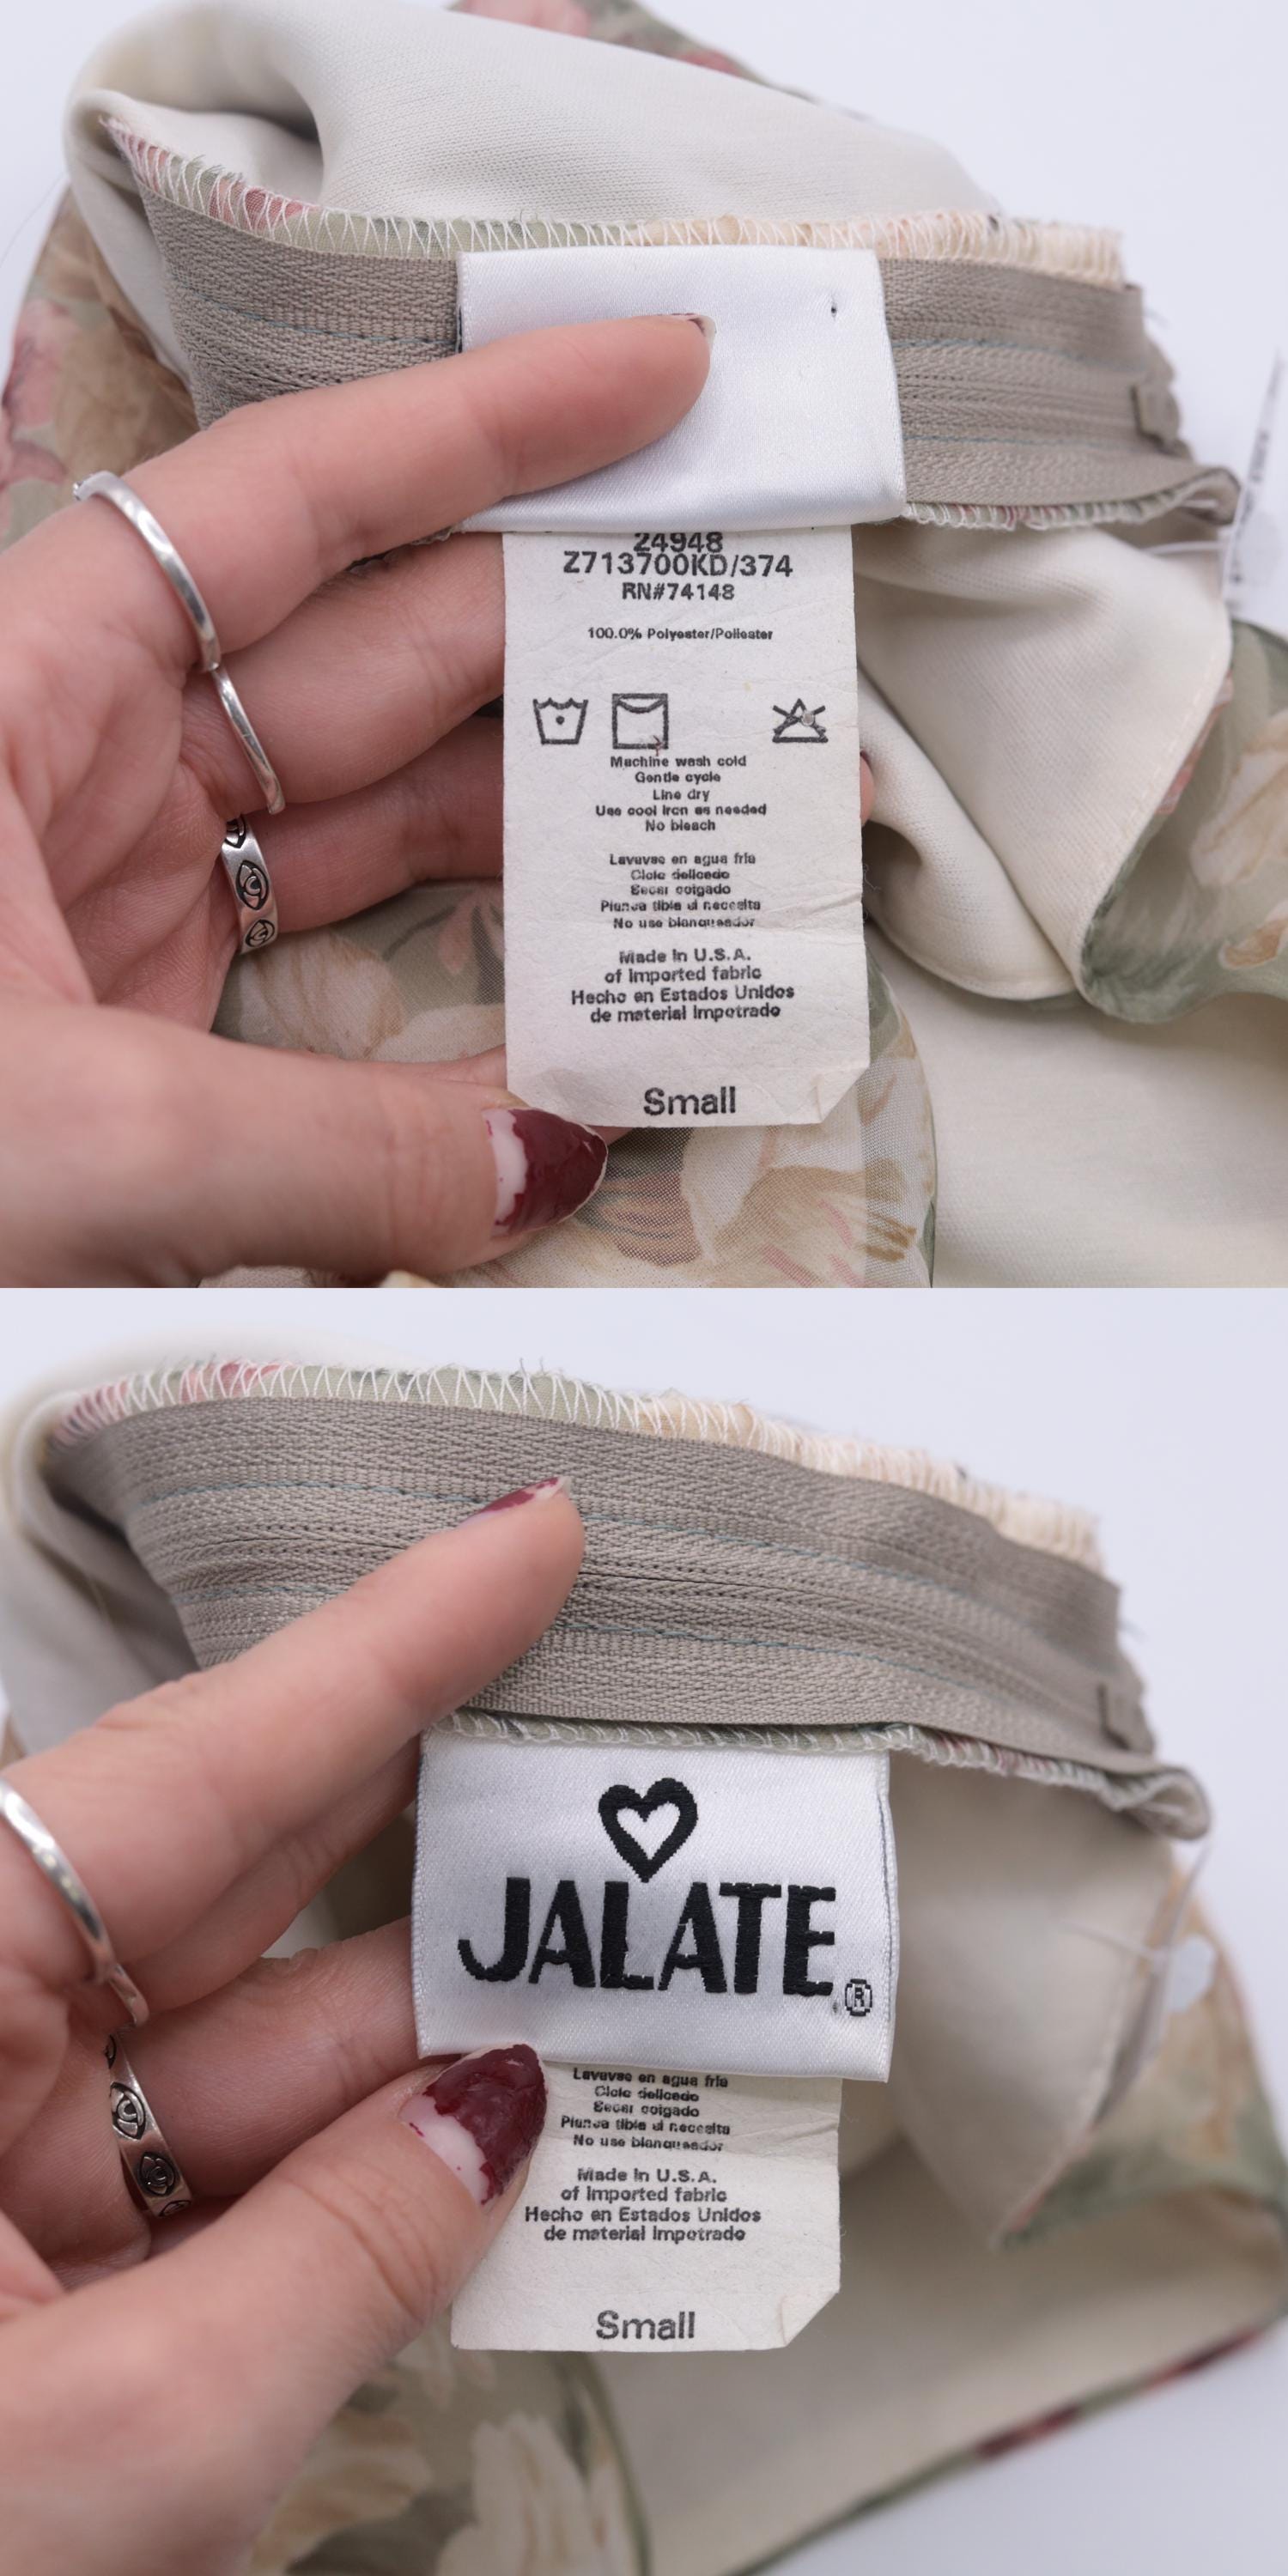 24948
Z713700KD/374
RN#74148
100.0% Polyester/Poliester
Machine wash cold
Gentle cycle
Line dry
Use cool iron as needed
No bleach
Lavuvse en agua fria
Ciclo delicado
Secar colgado
Planca tibia si necesita
No use blanqueador
Made in U.S.A.
of imported fabric
Hecho en Estados Unidos
de material impotrado
Small
JALATE®
Lavuvse en agua fria
Ciclo delicado
Secar colgado
Planca tibia si necesita
No use blanqueador
Made in U.S.A.
of imported fabric
Hecho en Estados Unidos
de material impotrado
Small